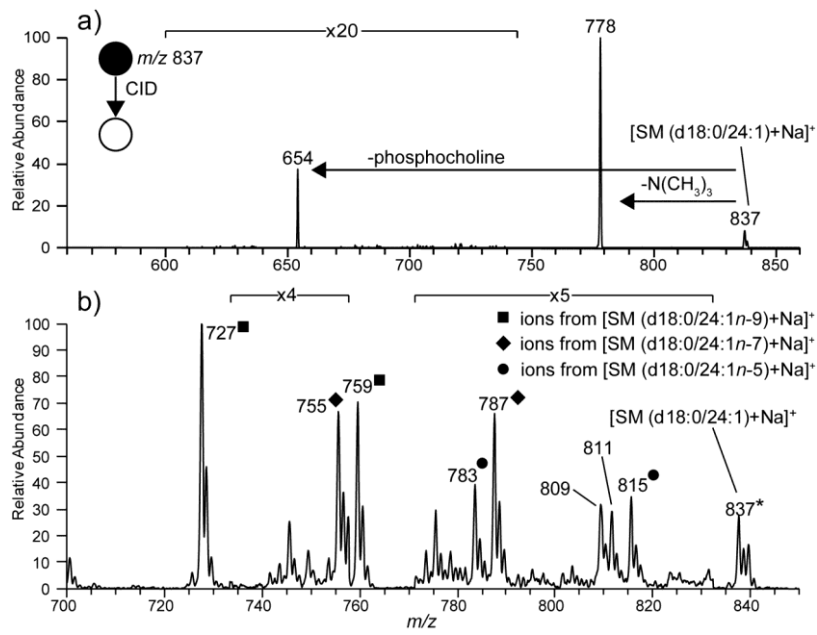 a)
x20
778
m/z 837
CID
[SM (d18:0/24:1)+Na]⁺
654
-phosphocholine
-N(CH₃)₃
837
Relative Abundance
100
80
60
40
20
0
600 650 700 750 800 850
b)
x4 x5
■ ions from [SM (d18:0/24:1n-9)+Na]⁺
◆ ions from [SM (d18:0/24:1n-7)+Na]⁺
● ions from [SM (d18:0/24:1n-5)+Na]⁺
727■
755◆
759■
787◆
[SM (d18:0/24:1)+Na]⁺
783●
809
811
815●
837*
Relative Abundance
100
90
80
70
60
50
40
30
20
10
0
700 720 740 760 780 800 820 840
m/z